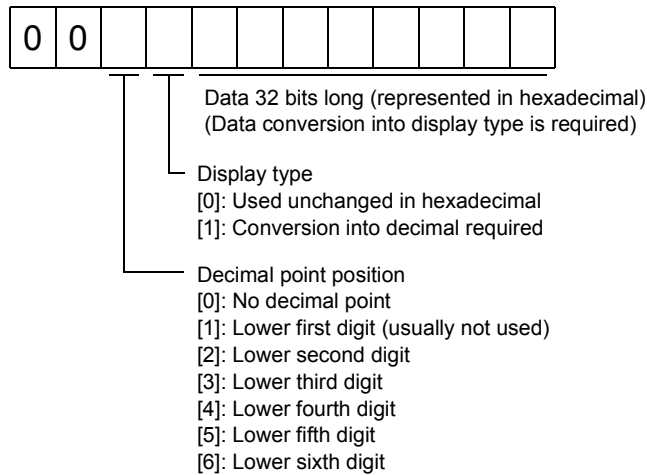 0 0
Data 32 bits long (represented in hexadecimal)
(Data conversion into display type is required)
Display type
[0]: Used unchanged in hexadecimal
[1]: Conversion into decimal required
Decimal point position
[0]: No decimal point
[1]: Lower first digit (usually not used)
[2]: Lower second digit
[3]: Lower third digit
[4]: Lower fourth digit
[5]: Lower fifth digit
[6]: Lower sixth digit